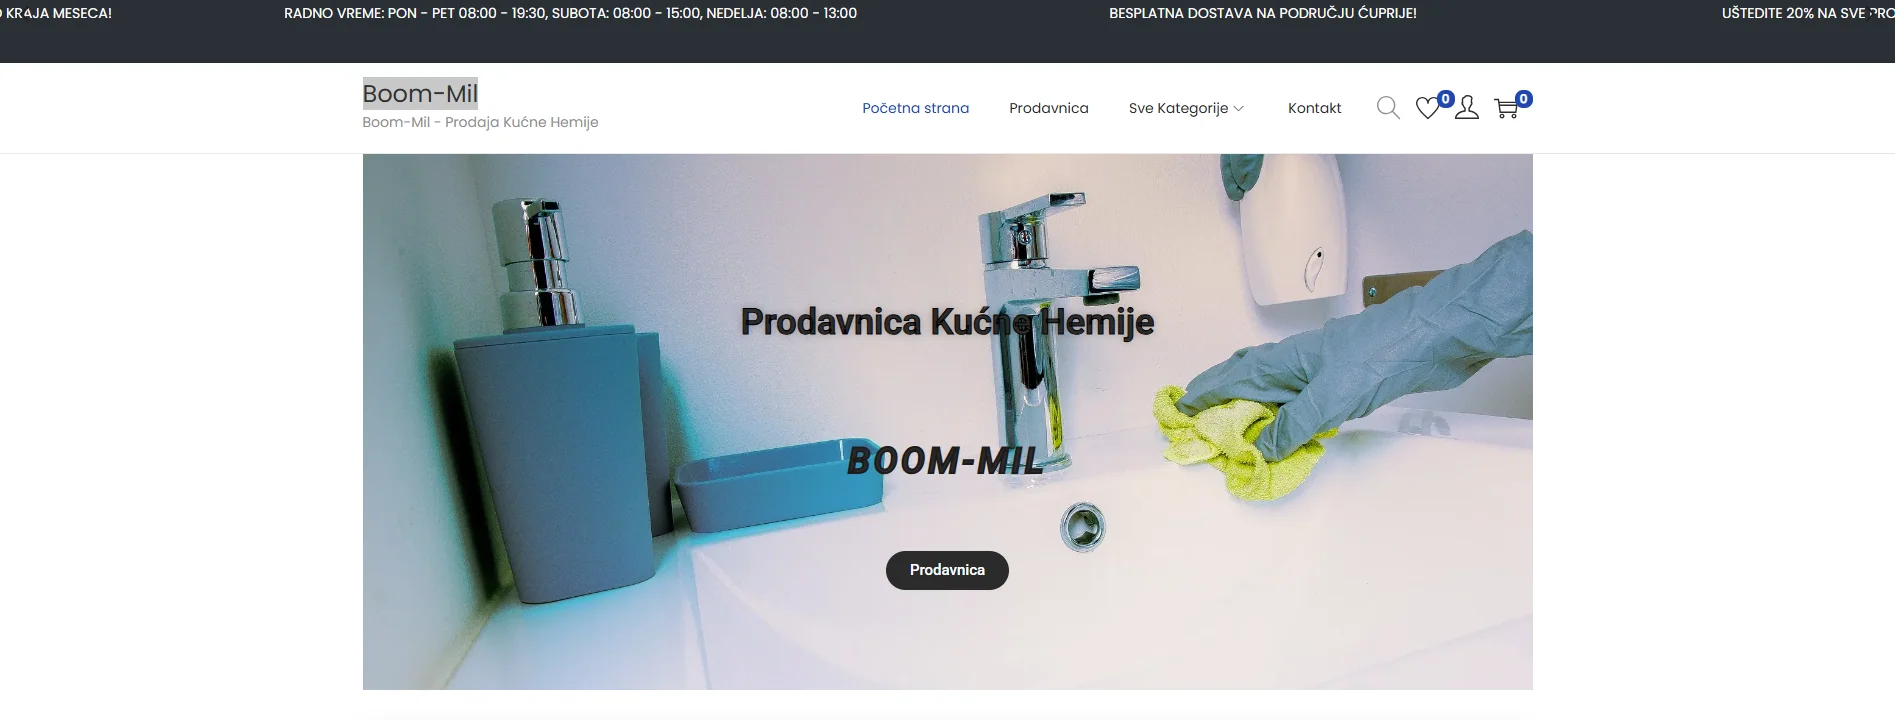 KRAJA MESECA!
RADNO VREME: PON - PET 08:00 - 19:30, SUBOTA: 08:00 - 15:00, NEDELJA: 08:00 - 13:00
BESPLATNA DOSTAVA NA PODRUČJU ĆUPRIJE!
UŠTEDITE 20% NA SVE PRO
Boom-Mil
Boom-Mil - Prodaja Kućne Hemije
Početna strana
Prodavnica
Sve Kategorije
Kontakt
0
0
Prodavnica Kućne Hemije
BOOM-MIL
Prodavnica